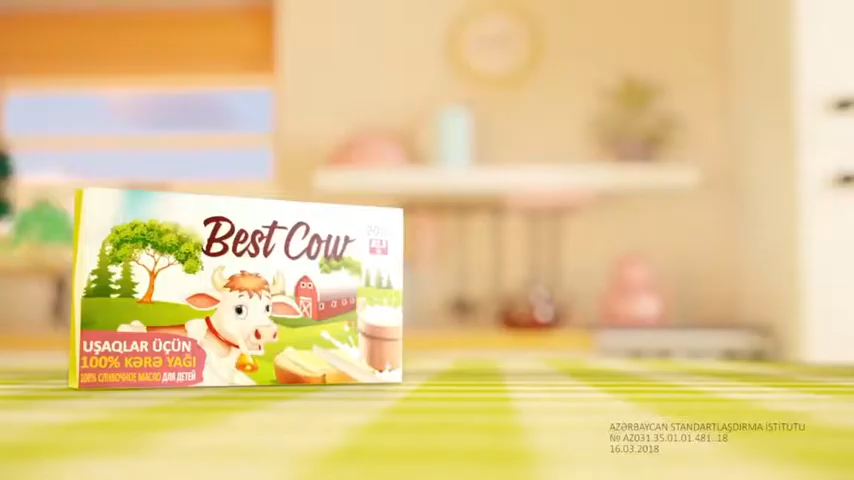 Best Cow
UŞAQLAR ÜÇÜN
100% KƏRƏ YAĞI
100% СЛИВОЧНОЕ МАСЛО ДЛЯ ДЕТЕЙ
AZƏRBAYCAN STANDARTLAŞDIRMA İSTİTUTU
№ AZ031.35.01.01.481..18
16.03.2018